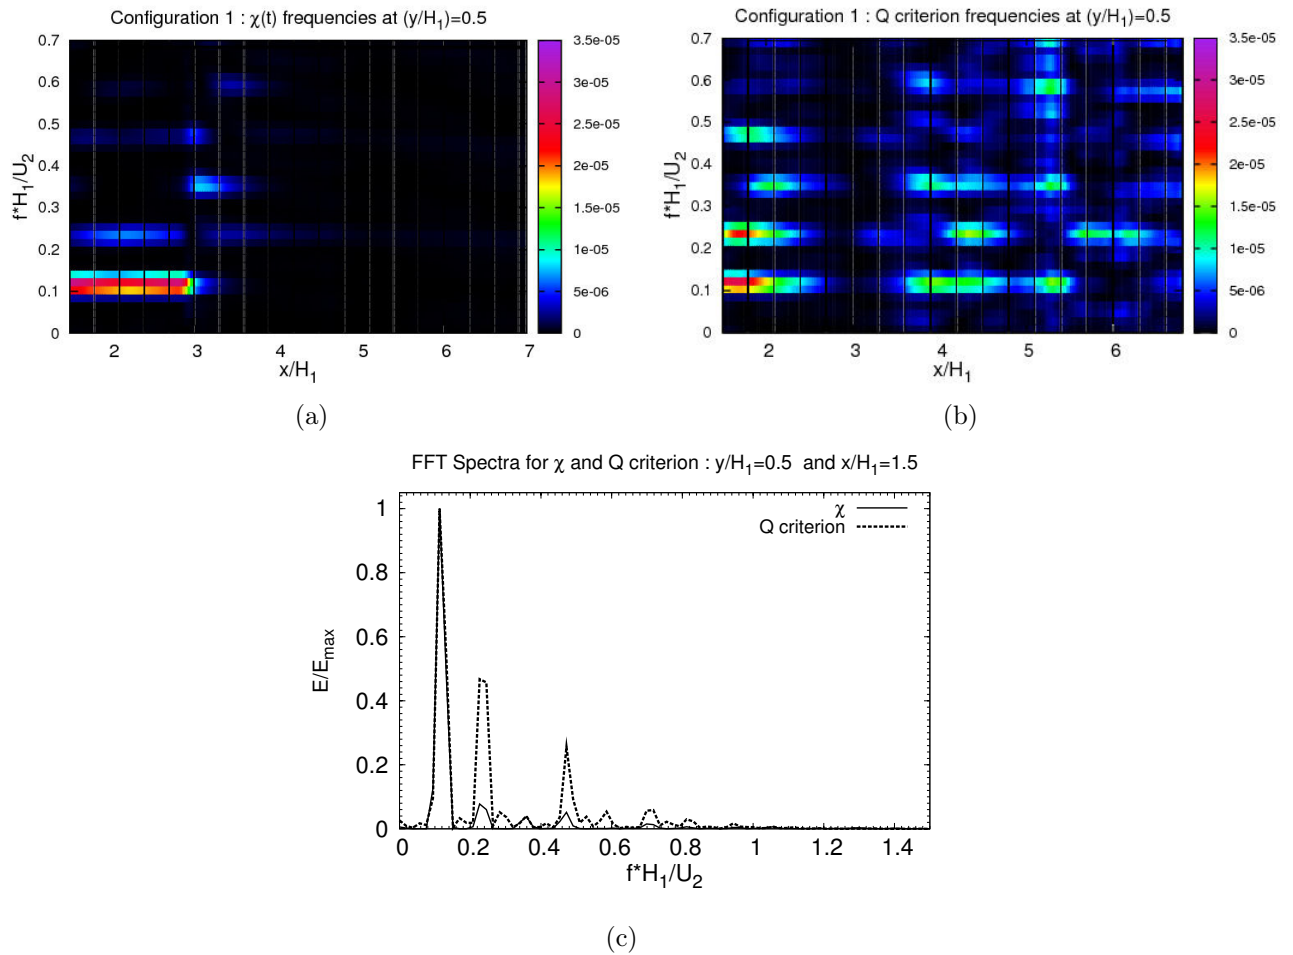 Configuration 1 : χ(t) frequencies at (y/H1)=0.5
0.7
0.6
0.5
0.4
0.3
0.2
0.1
0
f*H1/U2
2 3 4 5 6 7
x/H1
3.5e-05
3e-05
2.5e-05
2e-05
1.5e-05
1e-05
5e-06
0
(a)
Configuration 1 : Q criterion frequencies at (y/H1)=0.5
0.7
0.6
0.5
0.4
0.3
0.2
0.1
0
f*H1/U2
2 3 4 5 6
x/H1
3.5e-05
3e-05
2.5e-05
2e-05
1.5e-05
1e-05
5e-06
0
(b)
FFT Spectra for χ and Q criterion : y/H1=0.5 and x/H1=1.5
χ
Q criterion
1
0.8
0.6
0.4
0.2
0
E/Emax
0 0.2 0.4 0.6 0.8 1 1.2 1.4
f*H1/U2
(c)